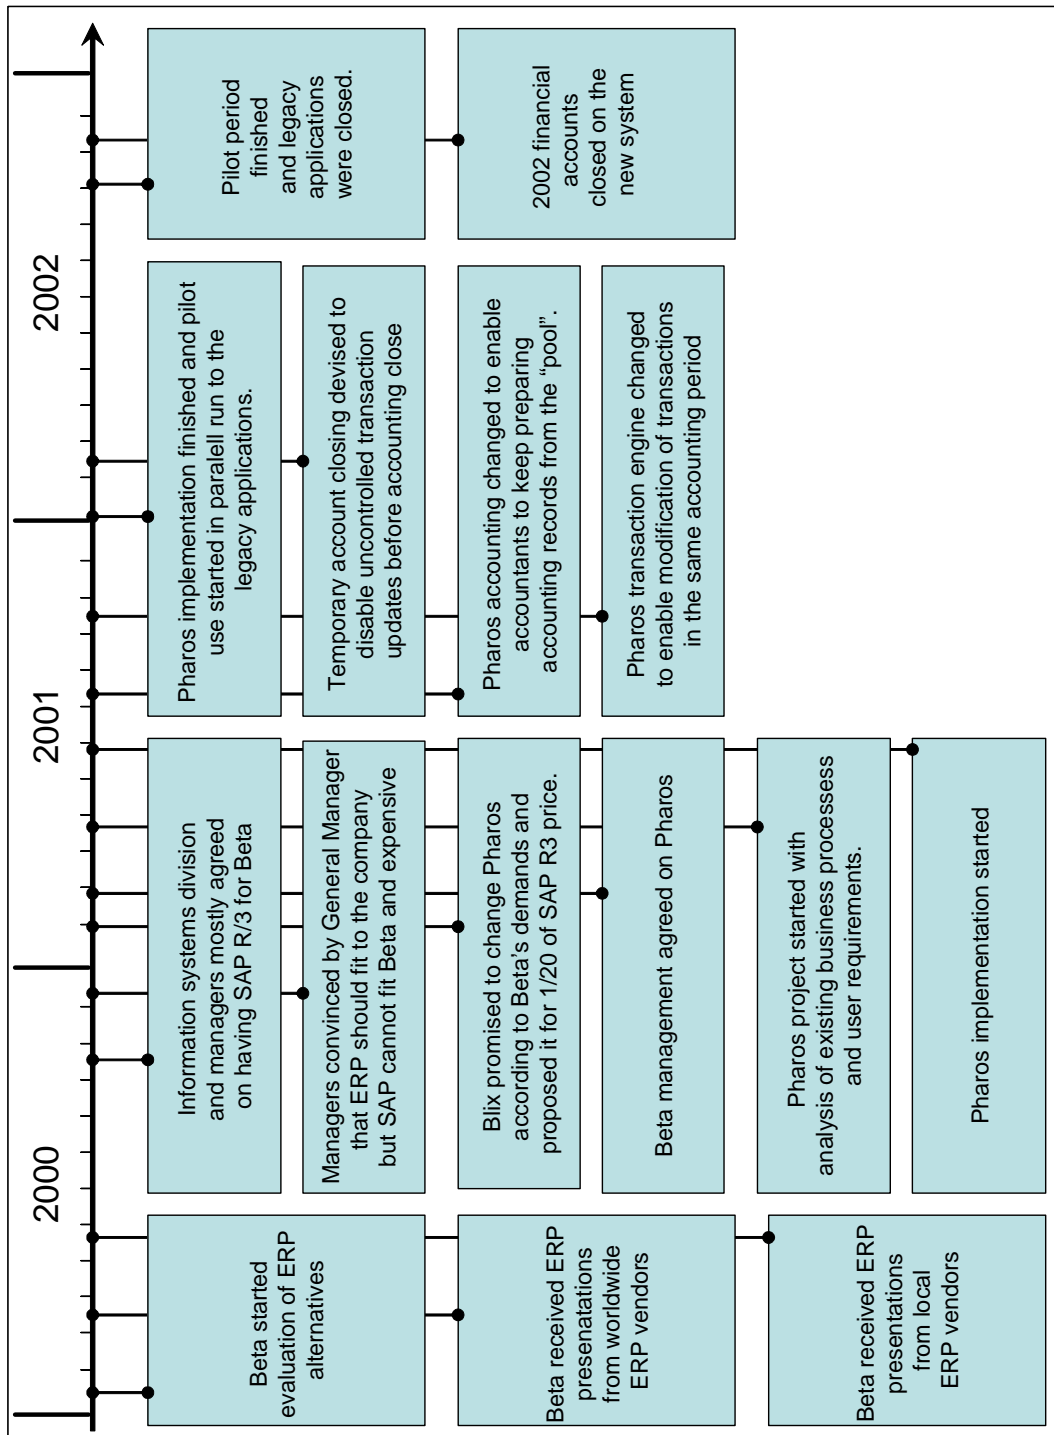 2000
2001
2002
Beta started
evaluation of ERP
alternatives
Beta received ERP
presenatations
from worldwide
ERP vendors
Beta received ERP
presentations
from local
ERP vendors
Information systems division
and managers mostly agreed
on having SAP R/3 for Beta
Managers convinced by General Manager
that ERP should fit to the company
but SAP cannot fit Beta and expensive
Blix promised to change Pharos
according to Beta’s demands and
proposed it for 1/20 of SAP R3 price.
Beta management agreed on Pharos
Pharos project started with
analysis of existing business processess
and user requirements.
Pharos implementation started
Pharos implementation finished and pilot
use started in paralell run to the
legacy applications.
Temporary account closing devised to
disable uncontrolled transaction
updates before accounting close
Pharos accounting changed to enable
accountants to keep preparing
accounting records from the “pool”.
Pharos transaction engine changed
to enable modification of transactions
in the same accounting period
Pilot period
finished
and legacy
applications
were closed.
2002 financial
accounts
closed on the
new system